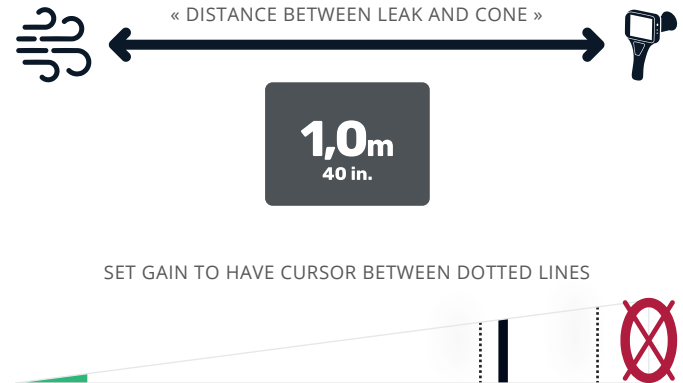 « DISTANCE BETWEEN LEAK AND CONE »
1,0m
40 in.
SET GAIN TO HAVE CURSOR BETWEEN DOTTED LINES